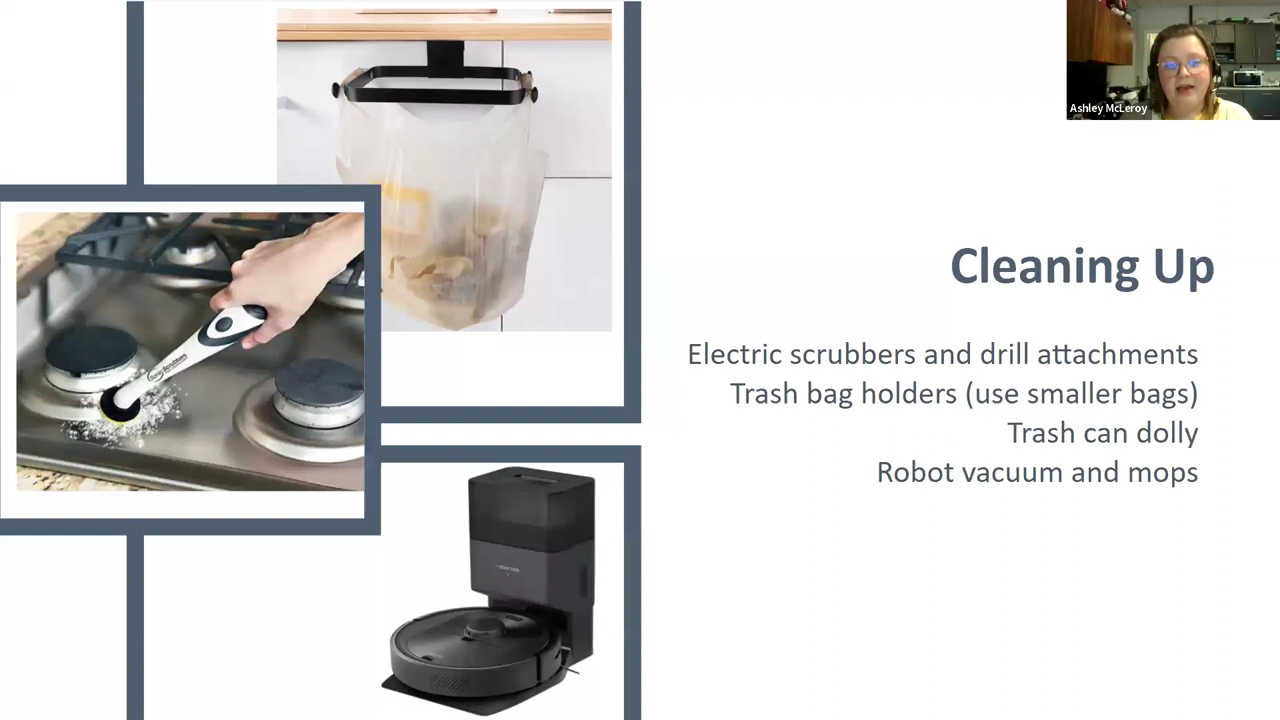 Ashley McLeroy
Cleaning Up
Electric scrubbers and drill attachments
Trash bag holders (use smaller bags)
Trash can dolly
Robot vacuum and mops